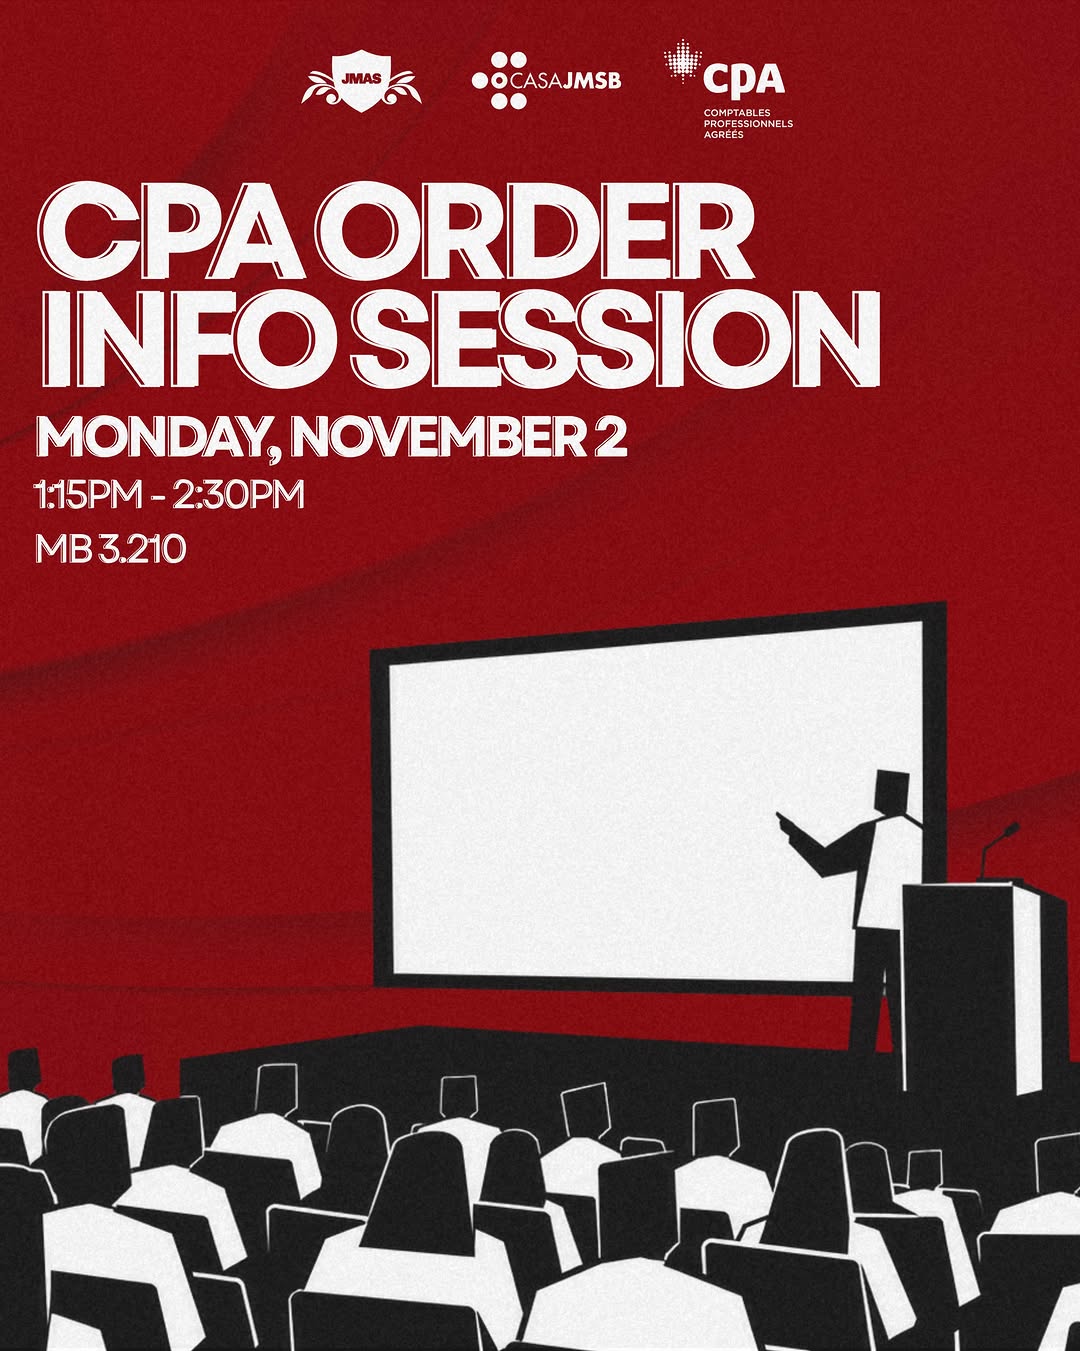 JMAS
CASAJMSB
CPA
COMPTABLES
PROFESSIONNELS
AGRÉÉS
CPA ORDER
INFO SESSION
MONDAY, NOVEMBER 2
1:15PM - 2:30PM
MB 3.210